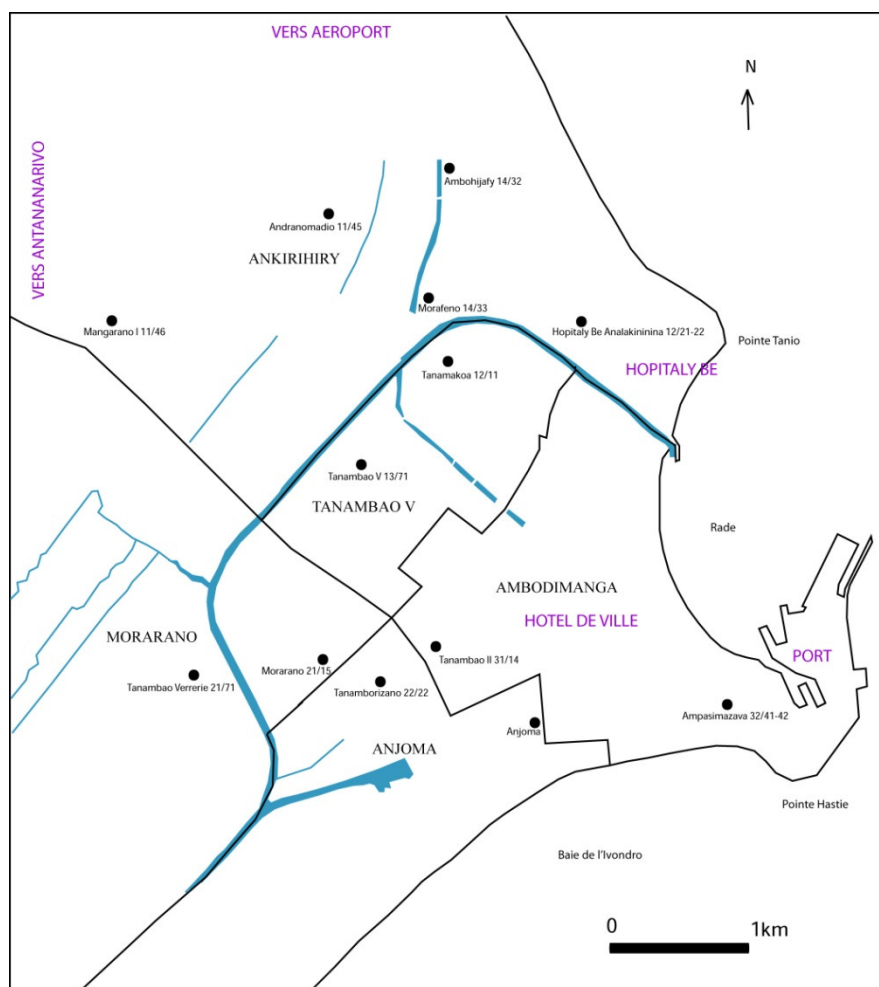 VERS AEROPORT
N
VERS ANTANANARIVO
Ambohijafy 14/32
Andranomadio 11/45
ANKIRIHIRY
Morafeno 14/33
Mangarano I 11/46
Hopitaly Be Analakininina 12/21-22
Pointe Tanio
HOPITALY BE
Tanamakoa 12/11
Tanambao V 13/71
TANAMBAO V
Rade
AMBODIMANGA
HOTEL DE VILLE
MORARANO
PORT
Tanambao II 31/14
Morarano 21/15
Tanambao Verrerie 21/71
Tanamborizano 22/22
Ampasimazava 32/41-42
Anjoma
ANJOMA
Pointe Hastie
Baie de l'Ivondro
0 1km